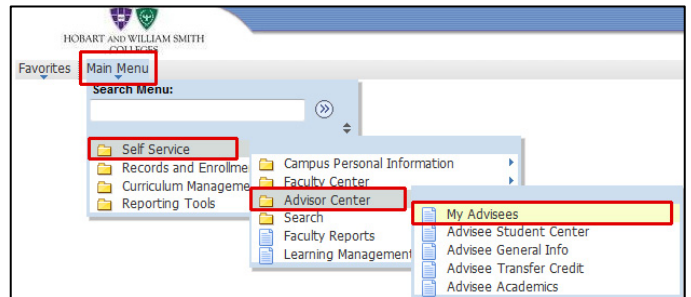 HOBART AND WILLIAM SMITH
COLLEGES
Favorites Main Menu
Search Menu:
Self Service
Records and Enrollme
Curriculum Manageme
Reporting Tools
Campus Personal Information
Faculty Center
Advisor Center
Search
Faculty Reports
Learning Management
My Advisees
Advisee Student Center
Advisee General Info
Advisee Transfer Credit
Advisee Academics